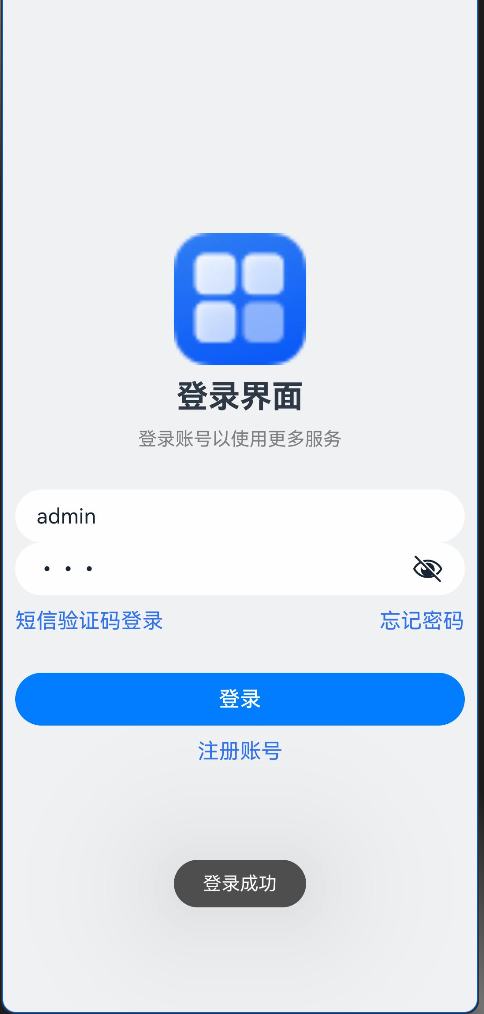 登录界面
登录账号以使用更多服务
admin
• • •
短信验证码登录 忘记密码
登录
注册账号
登录成功